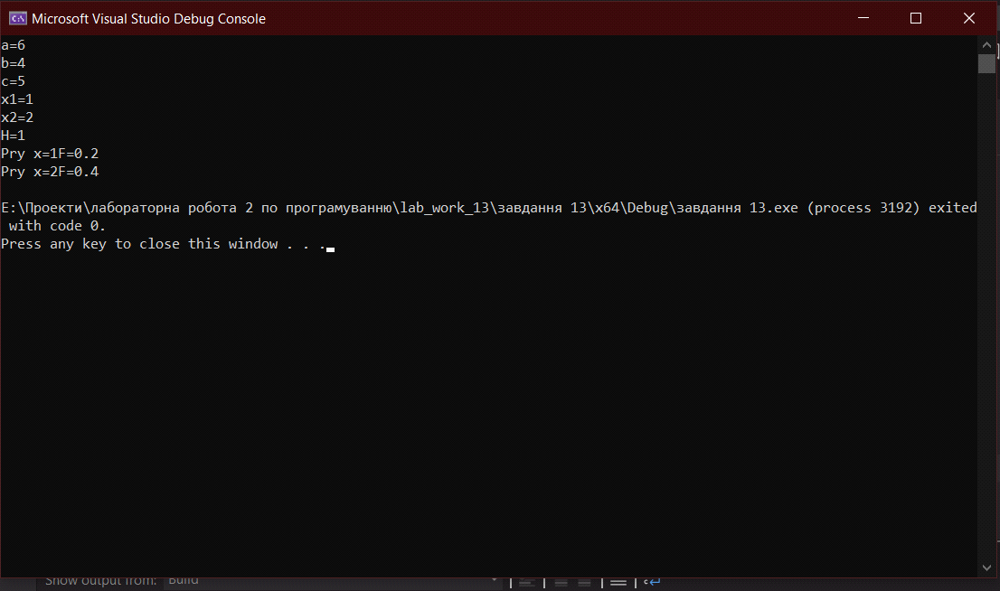 Microsoft Visual Studio Debug Console
a=6
b=4
c=5
x1=1
x2=2
H=1
Pry x=1F=0.2
Pry x=2F=0.4
E:\Проекти\лабораторна робота 2 по програмуванню\lab_work_13\завдання 13\x64\Debug\завдання 13.exe (process 3192) exited
with code 0.
Press any key to close this window . . .
Show output from: Build